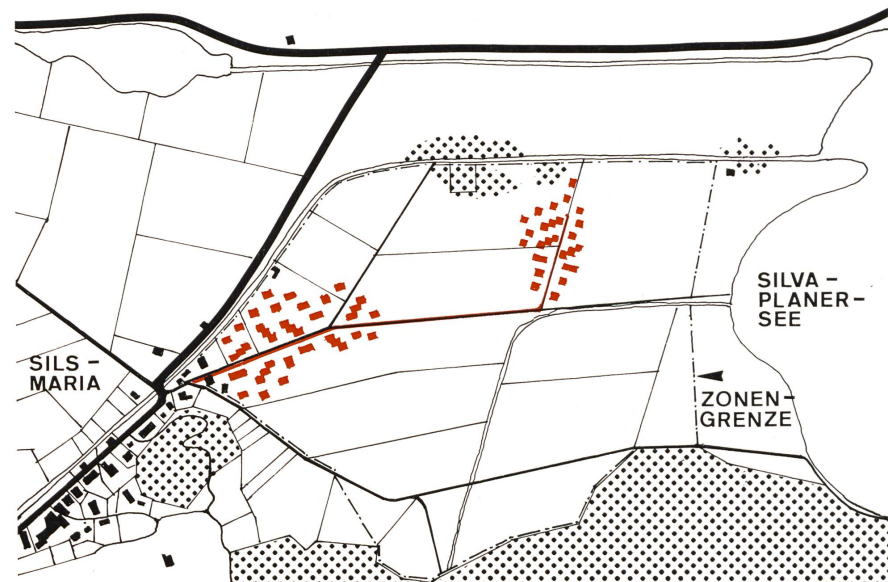 SILS –
MARIA
SILVA –
PLANER –
SEE
ZONEN –
GRENZE